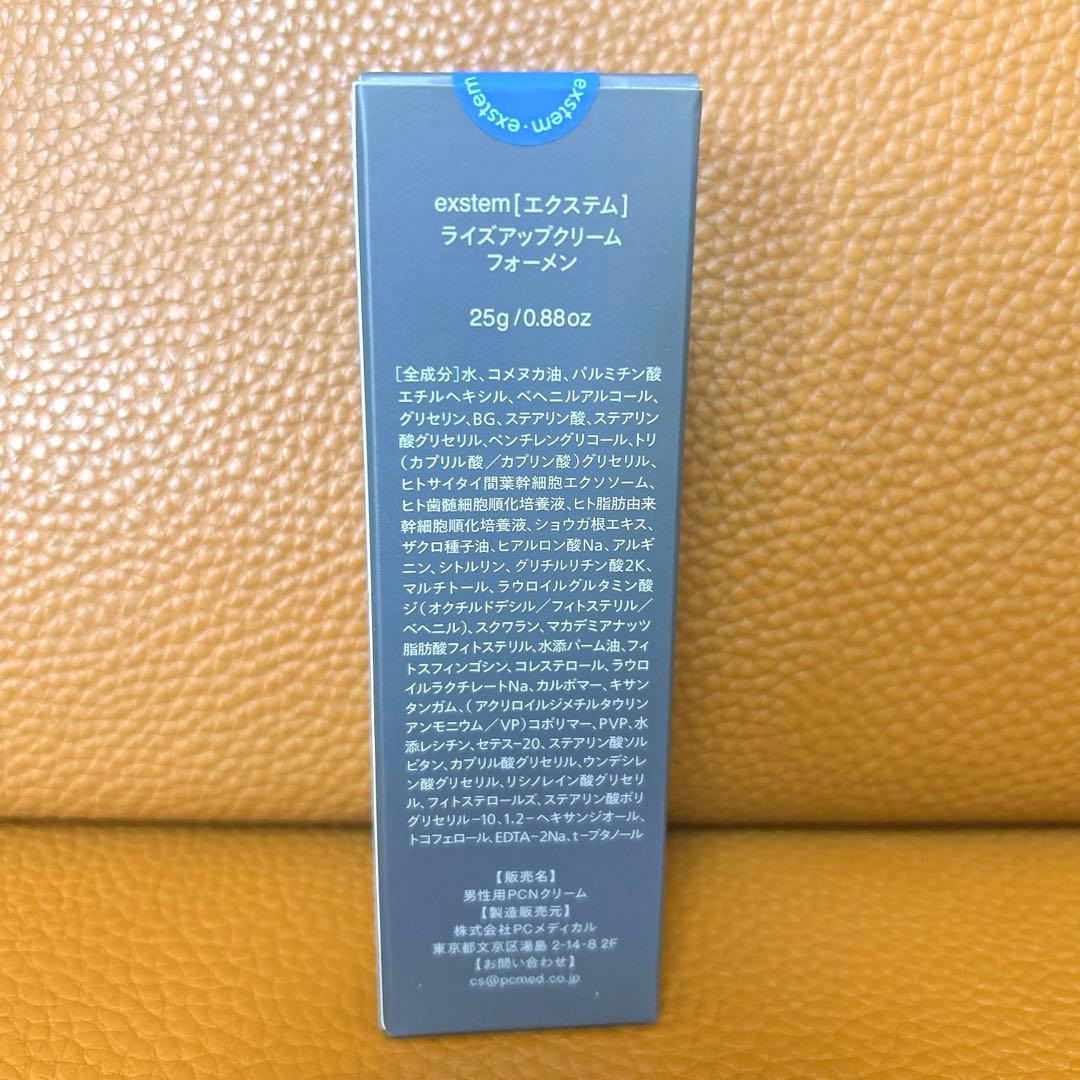 exstem・exstem
exstem[エクステム]
ライズアップクリーム
フォーメン
25g/0.88oz
[全成分]水、コメヌカ油、パルミチン酸
エチルヘキシル、ベヘニルアルコール、
グリセリン、BG、ステアリン酸、ステアリン
酸グリセリル、ペンチレングリコール、トリ
(カプリル酸/カプリン酸)グリセリル、
ヒトサイタイ間葉幹細胞エクソソーム、
ヒト歯髄細胞順化培養液、ヒト脂肪由来
幹細胞順化培養液、ショウガ根エキス、
ザクロ種子油、ヒアルロン酸Na、アルギ
ニン、シトルリン、グリチルリチン酸2K、
マルチトール、ラウロイルグルタミン酸
ジ(オクチルドデシル/フィトステリル/
ベヘニル)、スクワラン、マカデミアナッツ
脂肪酸フィトステリル、水添パーム油、フィ
トスフィンゴシン、コレステロール、ラウロ
イルラクチレートNa、カルボマー、キサン
タンガム、(アクリロイルジメチルタウリン
アンモニウム/VP)コポリマー、PVP、水
添レシチン、セテス-20、ステアリン酸ソル
ビタン、カプリル酸グリセリル、ウンデシレ
ン酸グリセリル、リシノレイン酸グリセリ
ル、フィトステロールズ、ステアリン酸ポリ
グリセリル-10、1,2-ヘキサンジオール、
トコフェロール、EDTA-2Na、t-ブタノール
【販売名】
男性用PCNクリーム
【製造販売元】
株式会社PCメディカル
東京都文京区湯島 2-14-8 2F
【お問い合わせ】
cs@pcmed.co.jp